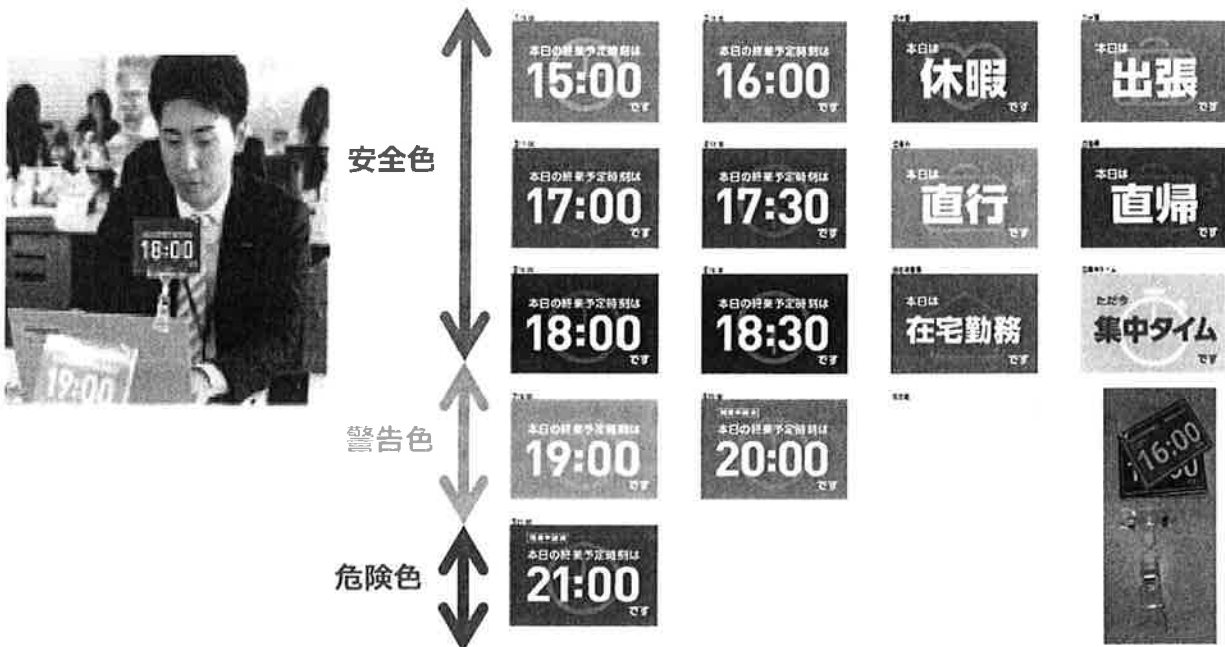 安全色
警告色
危険色
本日の終業予定時刻は
15:00
です
本日の終業予定時刻は
16:00
です
本日は
休暇
です
本日は
出張
です
本日の終業予定時刻は
17:00
です
本日の終業予定時刻は
17:30
です
本日は
直行
です
本日は
直帰
です
本日の終業予定時刻は
18:00
です
本日の終業予定時刻は
18:30
です
本日は
在宅勤務
です
ただ今
集中タイム
です
本日の終業予定時刻は
19:00
です
本日の終業予定時刻は
20:00
です
本日の終業予定時刻は
21:00
です
18:00
19:00
16:00